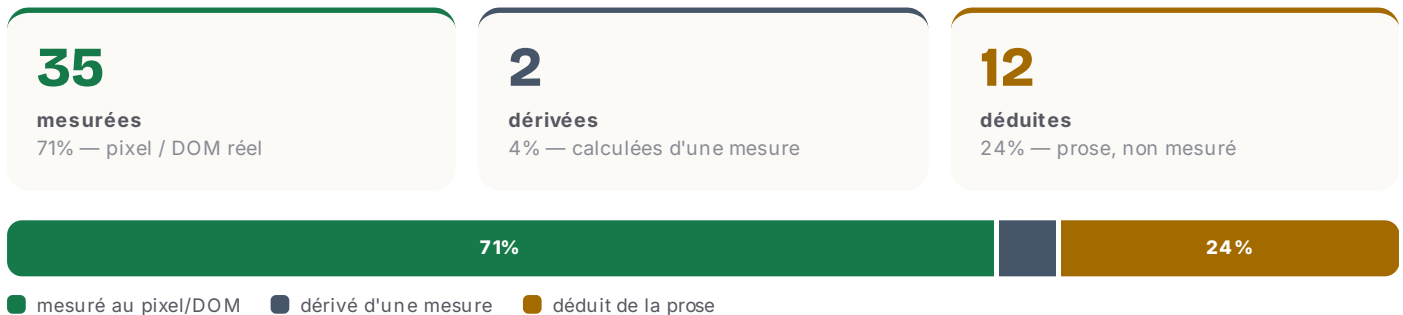 35
mesurées
71% — pixel / DOM réel
2
dérivées
4% — calculées d'une mesure
12
déduites
24% — prose, non mesuré
71%
24%
mesuré au pixel/DOM
dérivé d'une mesure
déduit de la prose